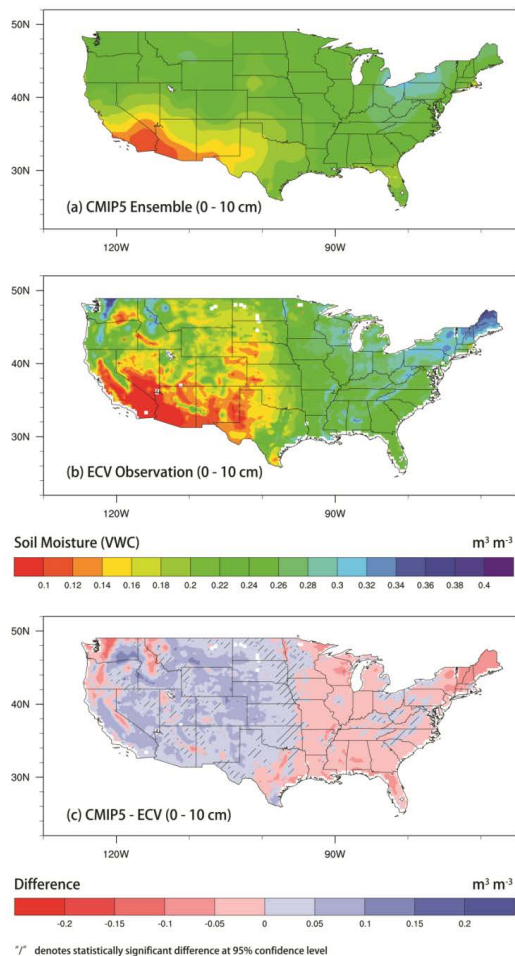 50N
40N
30N
(a) CMIP5 Ensemble (0 - 10 cm)
120W 90W
50N
40N
30N
(b) ECV Observation (0 - 10 cm)
120W 90W
Soil Moisture (VWC) m³ m⁻³
0.1 0.12 0.14 0.16 0.18 0.2 0.22 0.24 0.26 0.28 0.3 0.32 0.34 0.36 0.38 0.4
50N
40N
30N
(c) CMIP5 - ECV (0 - 10 cm)
120W 90W
Difference m³ m⁻³
-0.2 -0.15 -0.1 -0.05 0 0.05 0.1 0.15 0.2
"/" denotes statistically significant difference at 95% confidence level